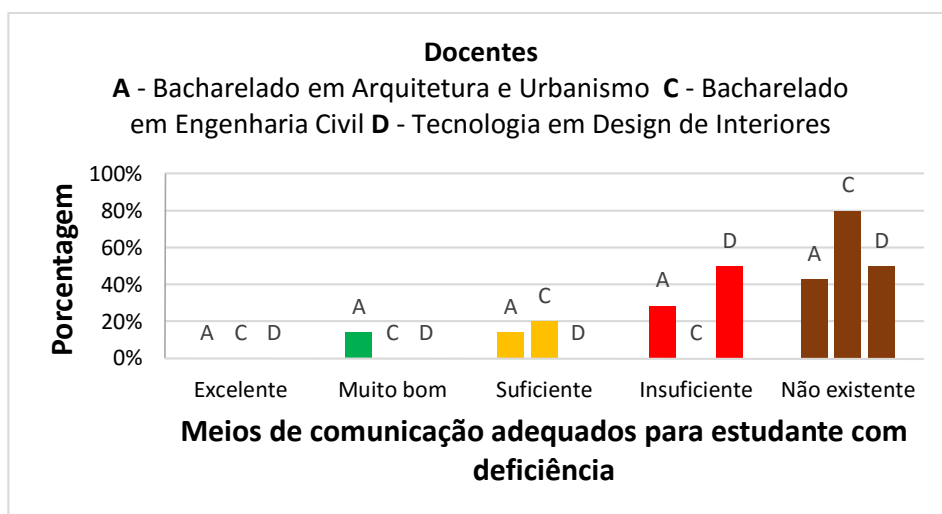 Docentes
A - Bacharelado em Arquitetura e Urbanismo C - Bacharelado
em Engenharia Civil D - Tecnologia em Design de Interiores
Porcentagem
100%
80%
60%
40%
20%
0%
A C D
A C D
A C D
A C D
A C D
Excelente Muito bom Suficiente Insuficiente Não existente
Meios de comunicação adequados para estudante com
deficiência